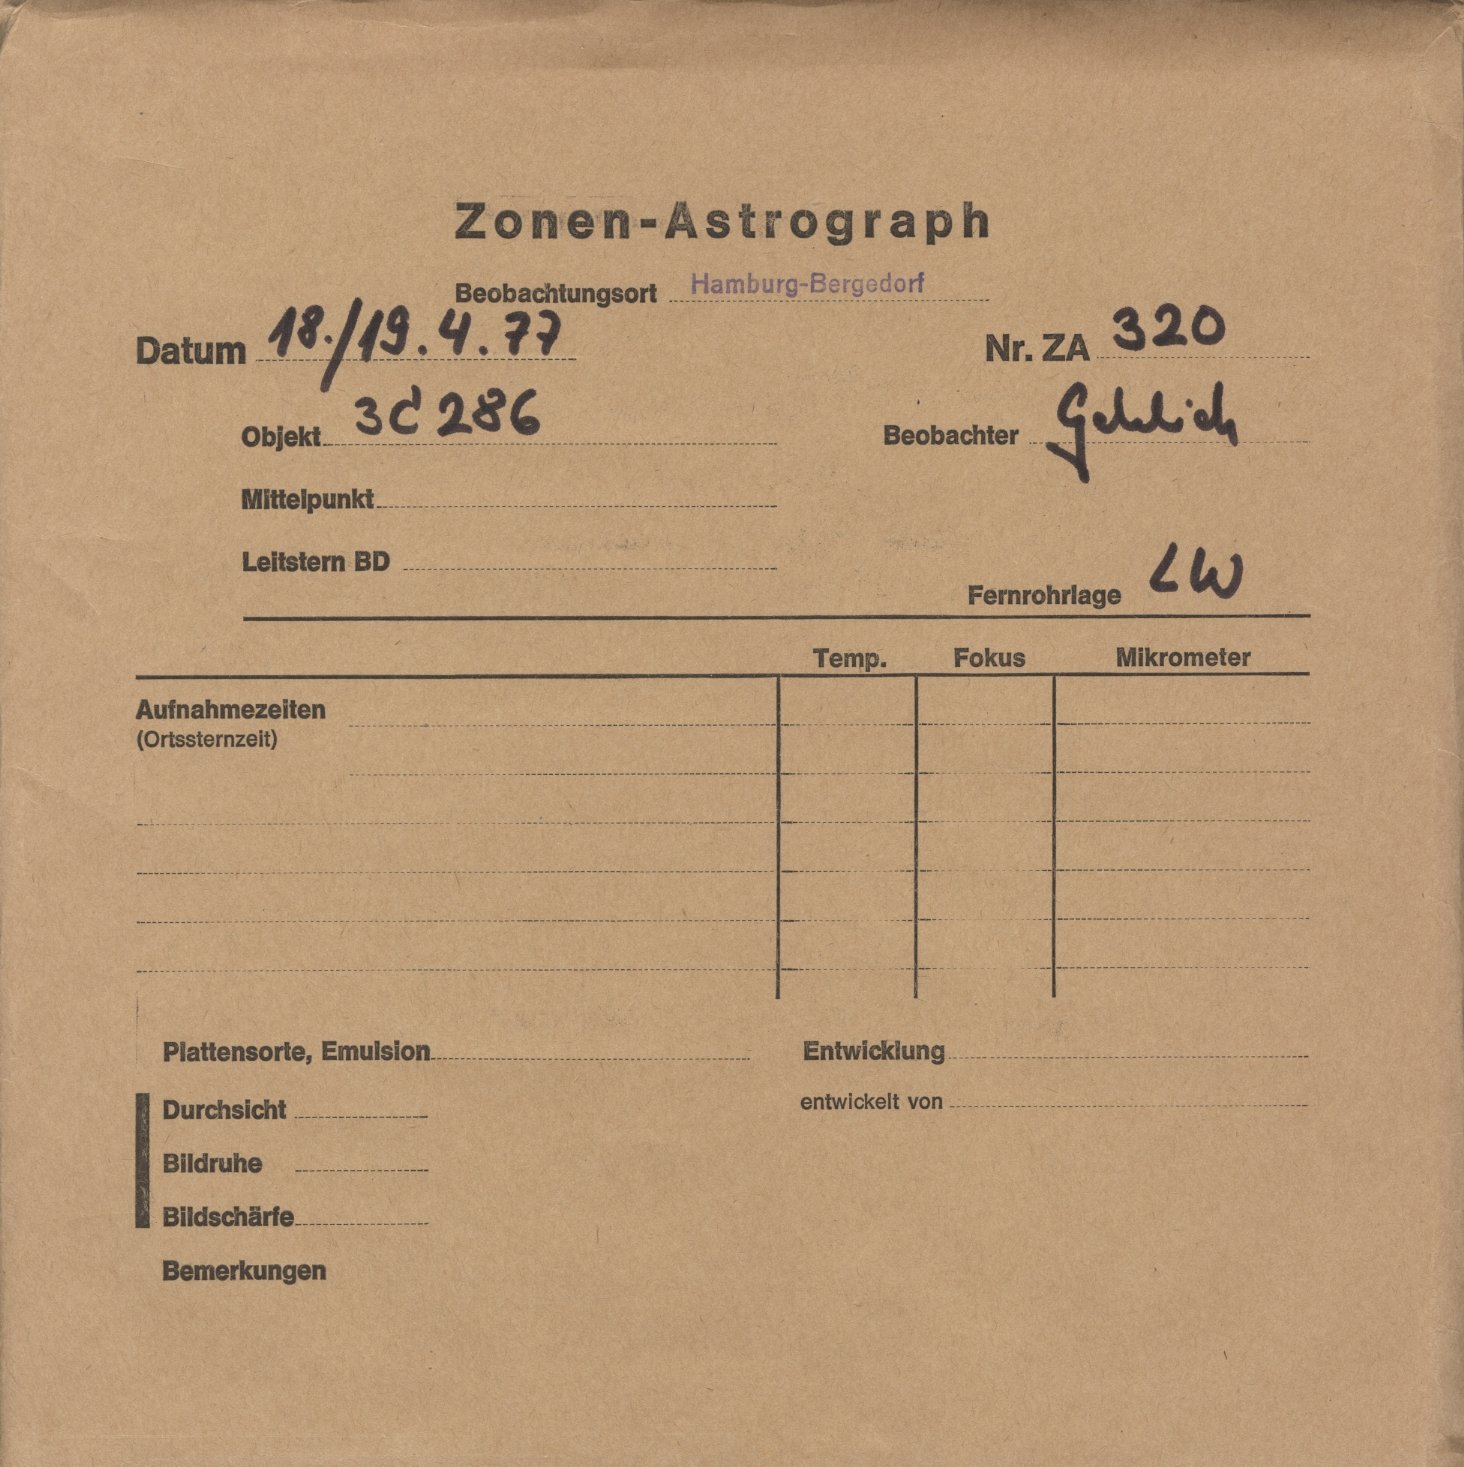 Zonen-Astrograph
Beobachtungsort Hamburg-Bergedorf
Datum 18./19.4.77 Nr. ZA 320
Objekt 3C 286 Beobachter Gehlich
Mittelpunkt
Leitstern BD
Fernrohrlage LW
Temp. Fokus Mikrometer
Aufnahmezeiten
(Ortssternzeit)
Plattensorte, Emulsion Entwicklung
Durchsicht entwickelt von
Bildruhe
Bildschärfe
Bemerkungen